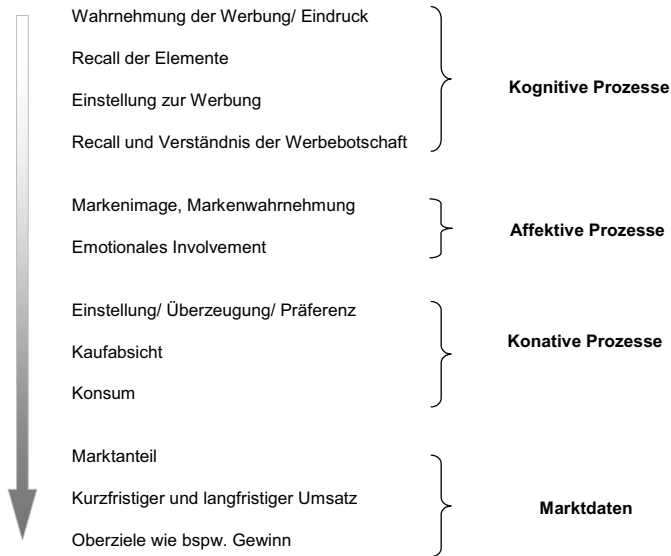 Wahrnehmung der Werbung/ Eindruck
Recall der Elemente
Einstellung zur Werbung
Recall und Verständnis der Werbebotschaft
Kognitive Prozesse
Markenimage, Markenwahrnehmung
Emotionales Involvement
Affektive Prozesse
Einstellung/ Überzeugung/ Präferenz
Kaufabsicht
Konsum
Konative Prozesse
Marktanteil
Kurzfristiger und langfristiger Umsatz
Oberziele wie bspw. Gewinn
Marktdaten